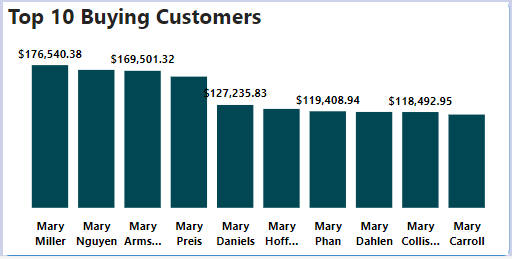 Top 10 Buying Customers
$176,540.38
$169,501.32
$127,235.83
$119,408.94
$118,492.95
Mary Miller
Mary Nguyen
Mary Arms...
Mary Preis
Mary Daniels
Mary Hoff...
Mary Phan
Mary Dahlen
Mary Collis...
Mary Carroll